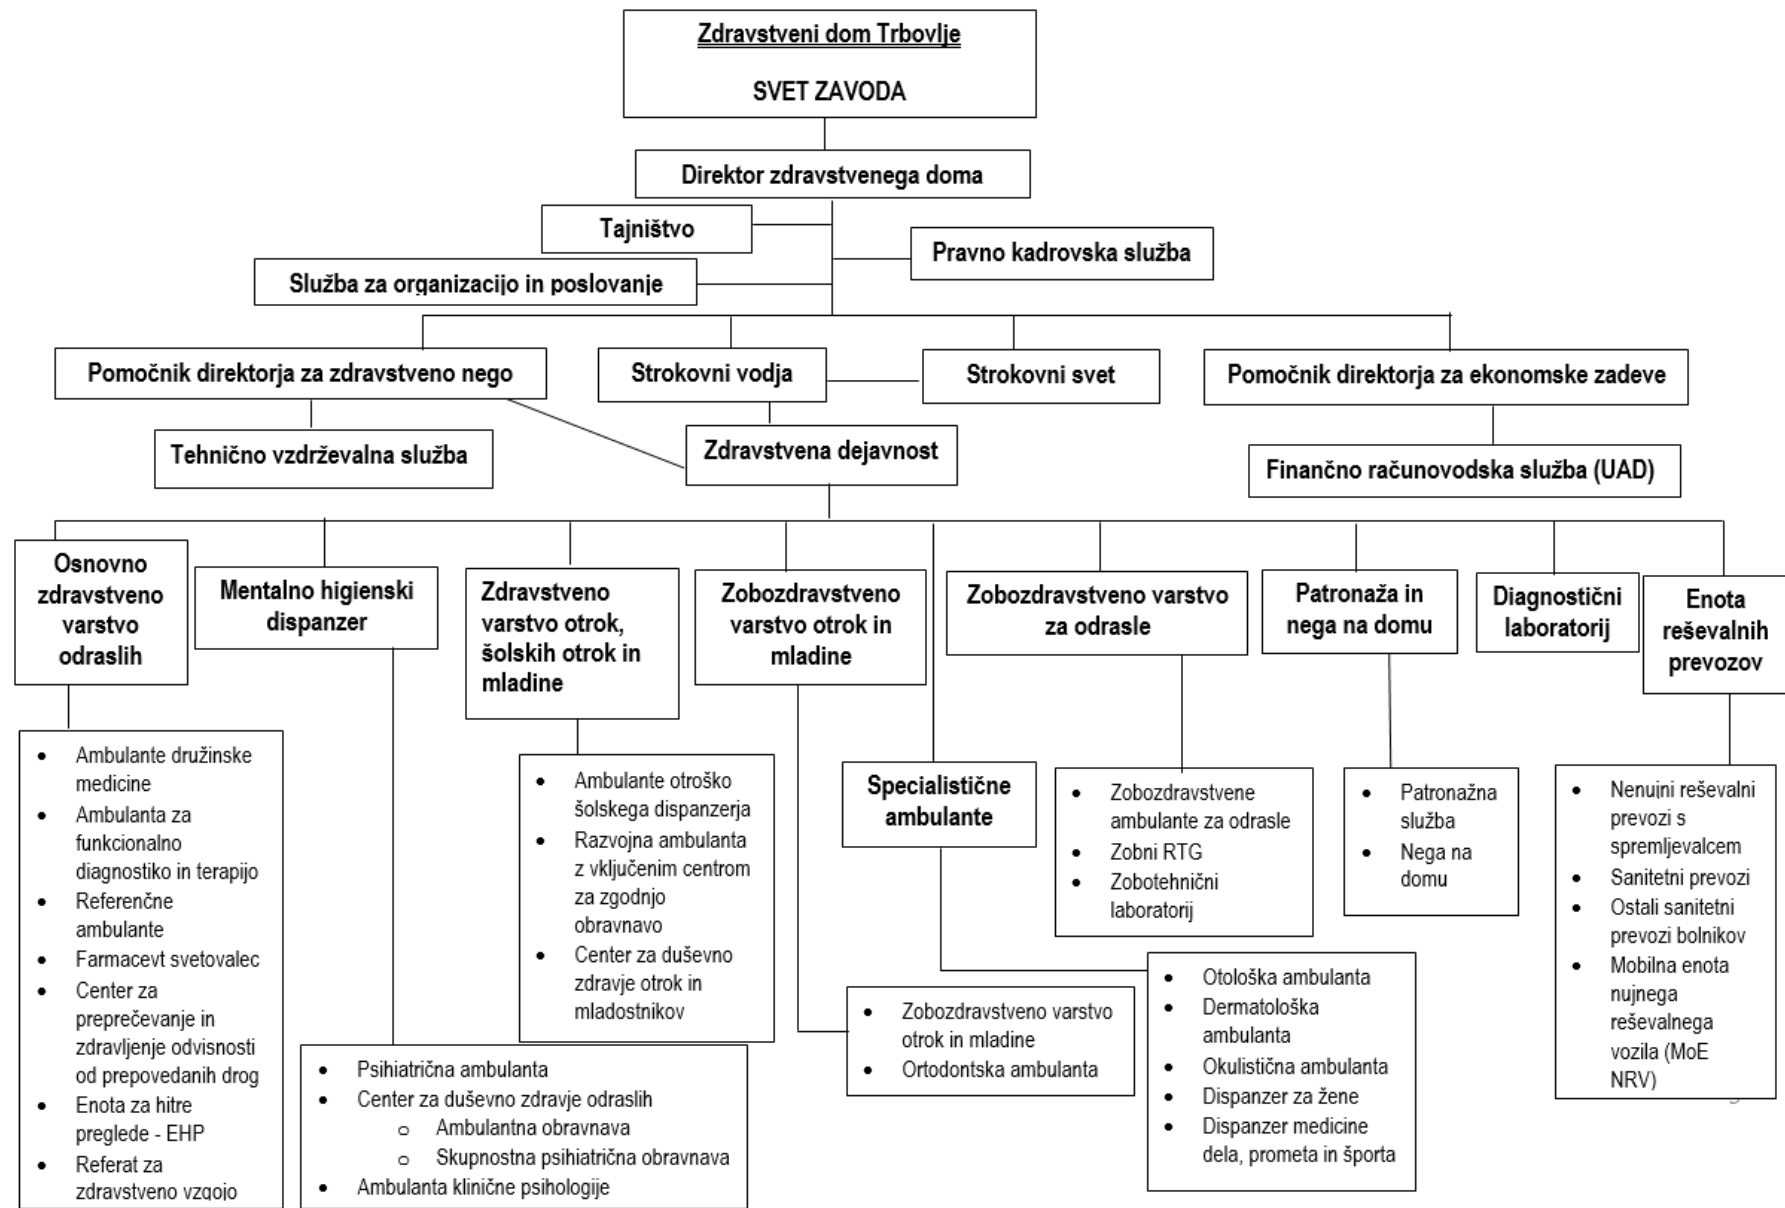 Zdravstveni dom Trbovlje
SVET ZAVODA
Direktor zdravstvenega doma
Tajništvo
Pravno kadrovska služba
Služba za organizacijo in poslovanje
Pomočnik direktorja za zdravstveno nego
Strokovni vodja
Strokovni svet
Pomočnik direktorja za ekonomske zadeve
Tehnično vzdrževalna služba
Zdravstvena dejavnost
Finančno računovodska služba (UAD)
Osnovno
zdravstveno
varstvo
odraslih
Mentalno higienski
dispanzer
Zdravstveno
varstvo otrok,
šolskih otrok in
mladine
Zobozdravstveno
varstvo otrok in
mladine
Zobozdravstveno varstvo
za odrasle
Patronaža in
nega na domu
Diagnostični
laboratorij
Enota
reševalnih
prevozov
Specialistične
ambulante
• Ambulante družinske
medicine
• Ambulanta za
funkcionalno
diagnostiko in terapijo
• Referenčne
ambulante
• Farmacevt svetovalec
• Center za
preprečevanje in
zdravljenje odvisnosti
od prepovedanih drog
• Enota za hitre
preglede - EHP
• Referat za
zdravstveno vzgojo
• Psihiatrična ambulanta
• Center za duševno zdravje odraslih
o Ambulantna obravnava
o Skupnostna psihiatrična obravnava
• Ambulanta klinične psihologije
• Ambulante otroško
šolskega dispanzerja
• Razvojna ambulanta
z vključenim centrom
za zgodnjo
obravnavo
• Center za duševno
zdravje otrok in
mladostnikov
• Zobozdravstveno varstvo
otrok in mladine
• Ortodontska ambulanta
• Otološka ambulanta
• Dermatološka
ambulanta
• Okulistična ambulanta
• Dispanzer za žene
• Dispanzer medicine
dela, prometa in športa
• Zobozdravstvene
ambulante za odrasle
• Zobni RTG
• Zobotehnični
laboratorij
• Patronažna
služba
• Nega na
domu
• Nenujni reševalni
prevozi s
spremljevalcem
• Sanitetni prevozi
• Ostali sanitetni
prevozi bolnikov
• Mobilna enota
nujnega
reševalnega
vozila (MoE
NRV)